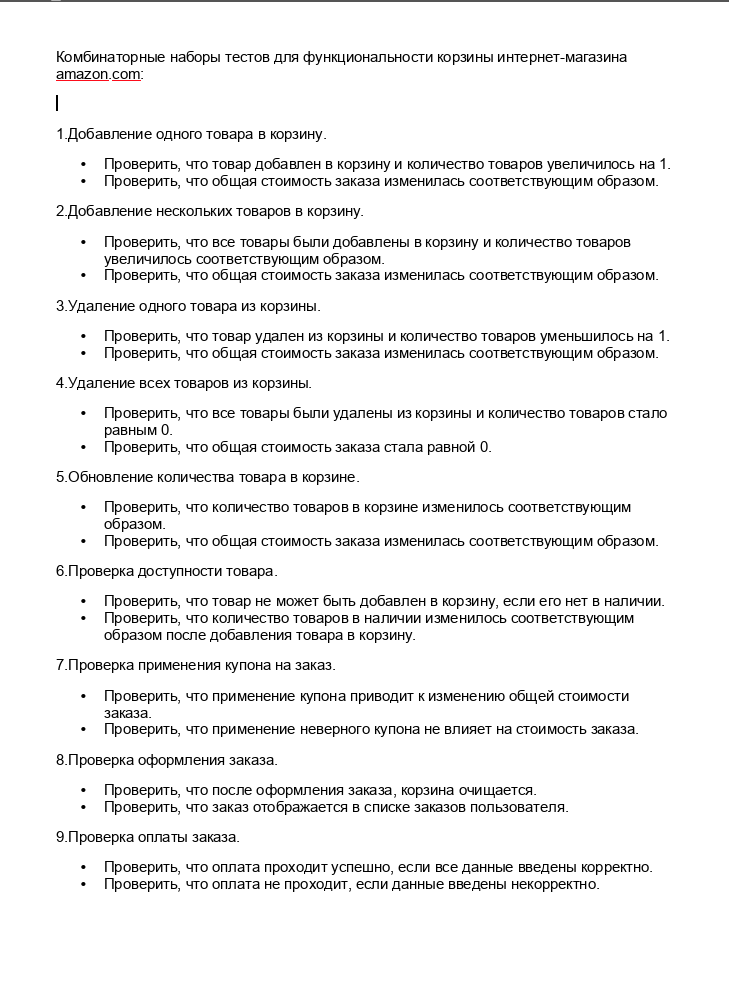 Комбинаторные наборы тестов для функциональности корзины интернет-магазина
amazon.com:
1.Добавление одного товара в корзину.
• Проверить, что товар добавлен в корзину и количество товаров увеличилось на 1.
• Проверить, что общая стоимость заказа изменилась соответствующим образом.
2.Добавление нескольких товаров в корзину.
• Проверить, что все товары были добавлены в корзину и количество товаров
увеличилось соответствующим образом.
• Проверить, что общая стоимость заказа изменилась соответствующим образом.
3.Удаление одного товара из корзины.
• Проверить, что товар удален из корзины и количество товаров уменьшилось на 1.
• Проверить, что общая стоимость заказа изменилась соответствующим образом.
4.Удаление всех товаров из корзины.
• Проверить, что все товары были удалены из корзины и количество товаров стало
равным 0.
• Проверить, что общая стоимость заказа стала равной 0.
5.Обновление количества товара в корзине.
• Проверить, что количество товаров в корзине изменилось соответствующим
образом.
• Проверить, что общая стоимость заказа изменилась соответствующим образом.
6.Проверка доступности товара.
• Проверить, что товар не может быть добавлен в корзину, если его нет в наличии.
• Проверить, что количество товаров в наличии изменилось соответствующим
образом после добавления товара в корзину.
7.Проверка применения купона на заказ.
• Проверить, что применение купона приводит к изменению общей стоимости
заказа.
• Проверить, что применение неверного купона не влияет на стоимость заказа.
8.Проверка оформления заказа.
• Проверить, что после оформления заказа, корзина очищается.
• Проверить, что заказ отображается в списке заказов пользователя.
9.Проверка оплаты заказа.
• Проверить, что оплата проходит успешно, если все данные введены корректно.
• Проверить, что оплата не проходит, если данные введены некорректно.